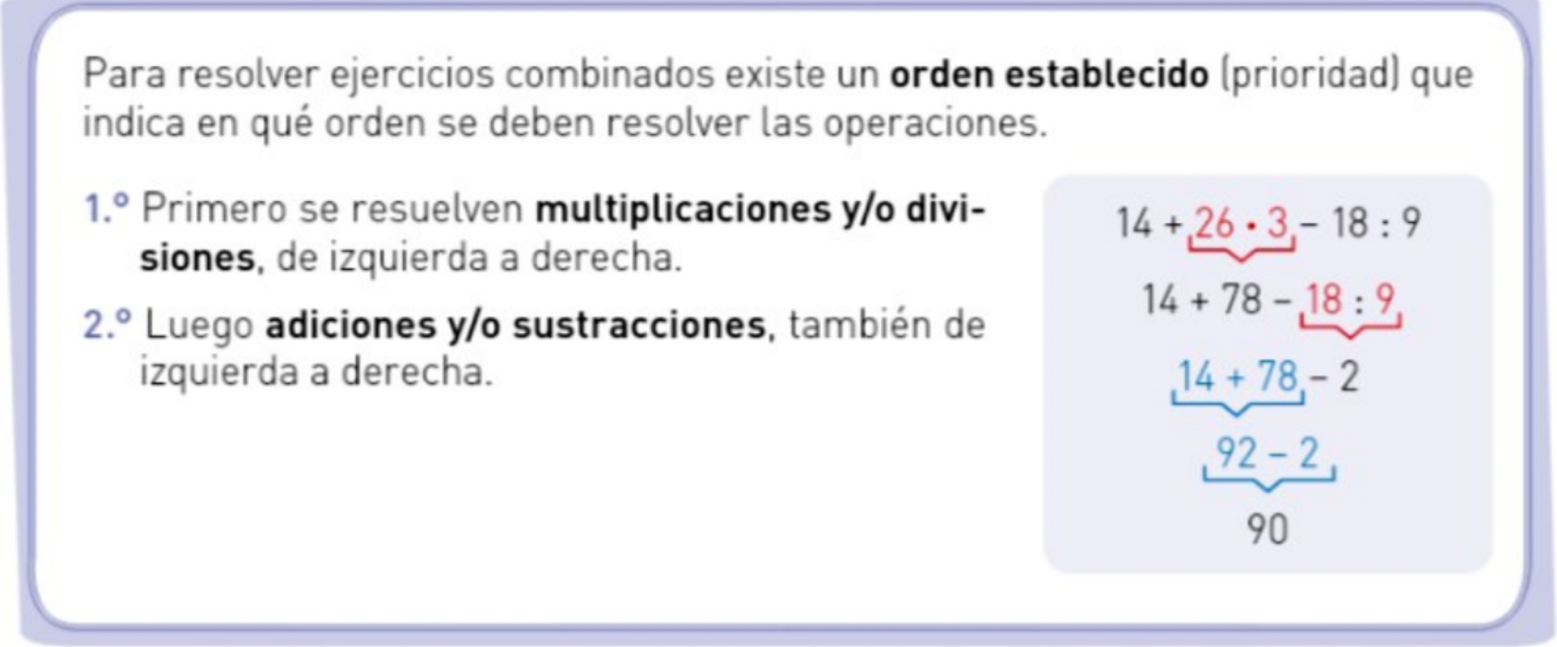 Para resolver ejercicios combinados existe un orden establecido (prioridad) que
indica en qué orden se deben resolver las operaciones.
1.º Primero se resuelven multiplicaciones y/o divi-
siones, de izquierda a derecha.
2.º Luego adiciones y/o sustracciones, también de
izquierda a derecha.
14 + 26 · 3 – 18 : 9
14 + 78 – 18 : 9
14 + 78 – 2
92 – 2
90